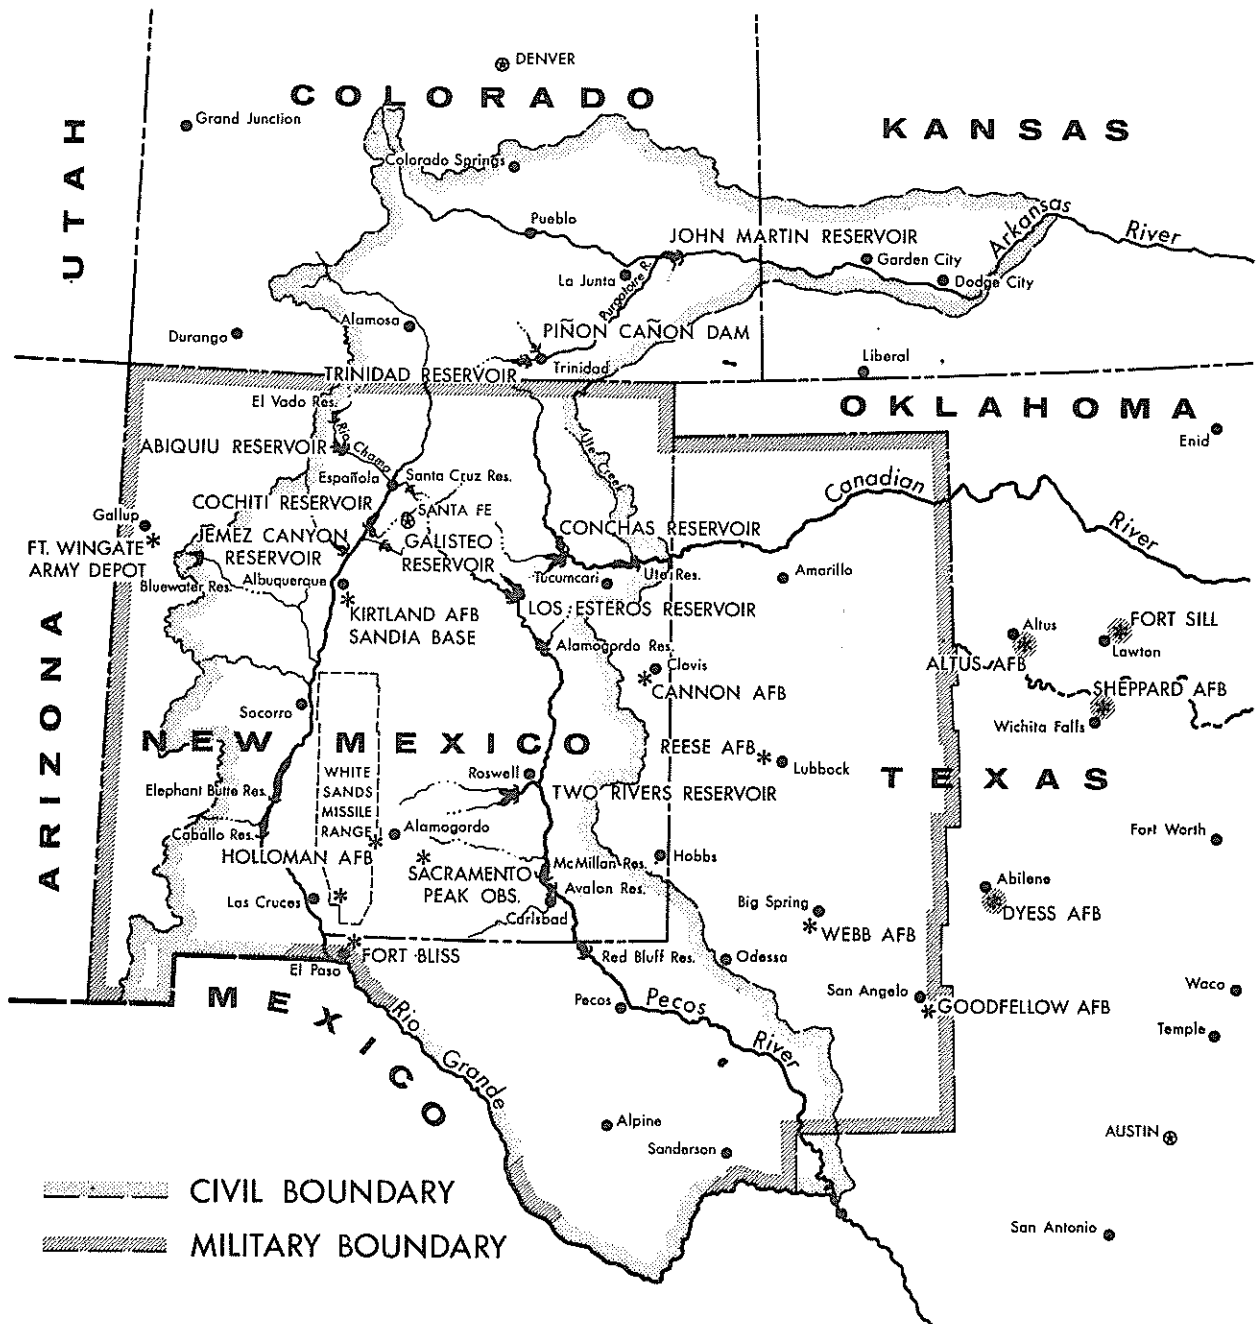 DENVER
COLORADO
Grand Junction
KANSAS
UTAH
Colorado Springs
Arkansas
River
Pueblo
JOHN MARTIN RESERVOIR
Garden City
La Junta
Purgatoire R.
Dodge City
Alamosa
Durango
PIÑON CAÑON DAM
Trinidad
Liberal
TRINIDAD RESERVOIR
El Vado Res.
OKLAHOMA
Enid
Rio Chama
ABIQUIU RESERVOIR
Ute Creek
Española
Santa Cruz Res.
Canadian
River
COCHITI RESERVOIR
SANTA FE
Gallup
CONCHAS RESERVOIR
JEMEZ CANYON
RESERVOIR
GALISTEO
RESERVOIR
FT. WINGATE
ARMY DEPOT
Bluewater Res.
Albuquerque
Tucumcari
Ute Res.
Amarillo
KIRTLAND AFB
SANDIA BASE
LOS ESTEROS RESERVOIR
ARIZONA
Altus
FORT SILL
Alamogordo Res.
Lawton
Clovis
ALTUS AFB
CANNON AFB
SHEPPARD AFB
Socorro
Wichita Falls
NEW MEXICO
REESE AFB
Lubbock
TEXAS
WHITE
SANDS
MISSILE
RANGE
Roswell
Elephant Butte Res.
TWO RIVERS RESERVOIR
Caballo Res.
Alamogordo
Fort Worth
HOLLOMAN AFB
Hobbs
McMillan Res.
SACRAMENTO
PEAK OBS.
Avalon Res.
Abilene
Las Cruces
Carlsbad
Big Spring
DYESS AFB
WEBB AFB
FORT BLISS
El Paso
Red Bluff Res.
Odessa
MEXICO
Rio Grande
Pecos
Pecos
River
San Angelo
GOODFELLOW AFB
Waco
Temple
Alpine
Sanderson
AUSTIN
CIVIL BOUNDARY
San Antonio
MILITARY BOUNDARY